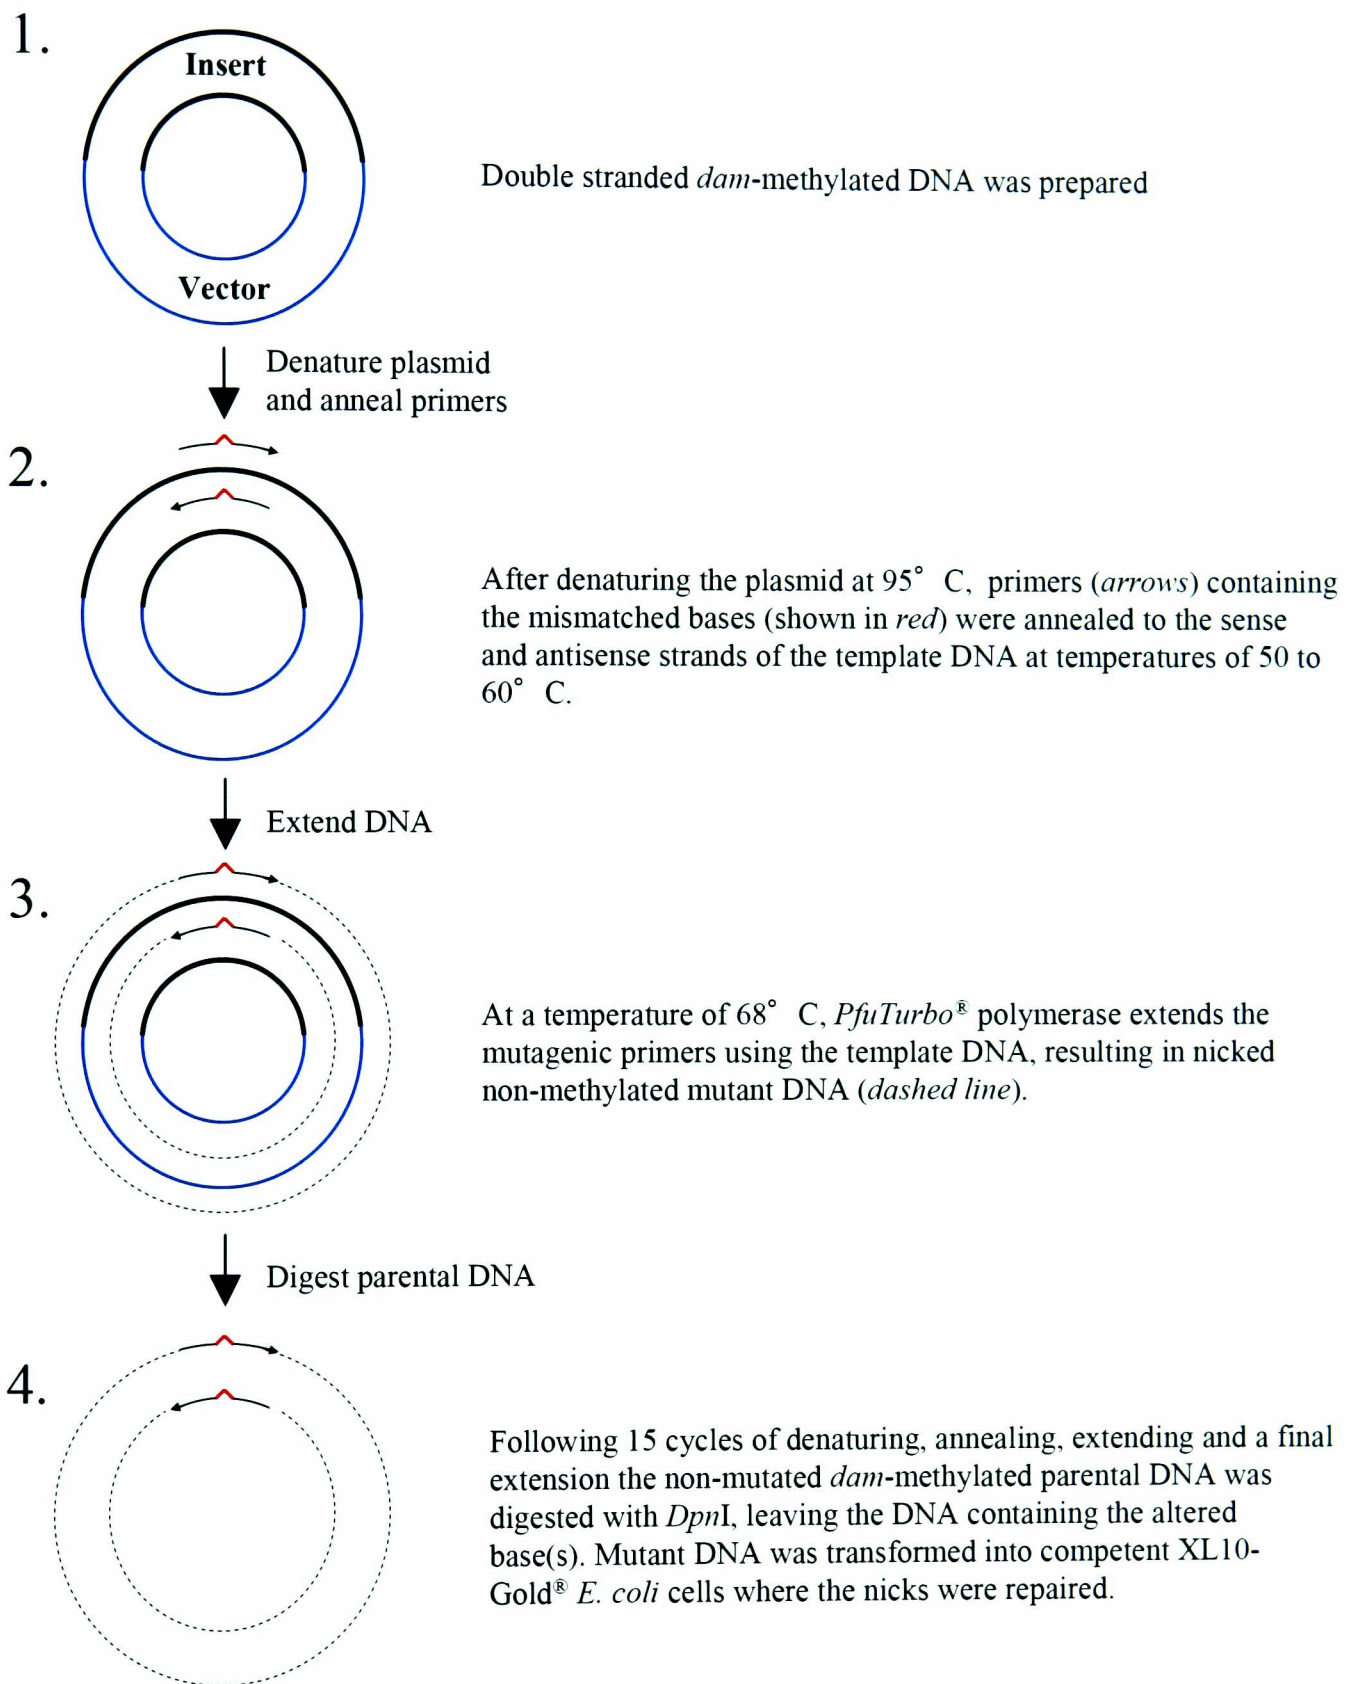 1.
Insert
Vector
Double stranded dam-methylated DNA was prepared
Denature plasmid
and anneal primers
2.
After denaturing the plasmid at 95° C, primers (arrows) containing
the mismatched bases (shown in red) were annealed to the sense
and antisense strands of the template DNA at temperatures of 50 to
60° C.
Extend DNA
3.
At a temperature of 68° C, PfuTurbo® polymerase extends the
mutagenic primers using the template DNA, resulting in nicked
non-methylated mutant DNA (dashed line).
Digest parental DNA
4.
Following 15 cycles of denaturing, annealing, extending and a final
extension the non-mutated dam-methylated parental DNA was
digested with DpnI, leaving the DNA containing the altered
base(s). Mutant DNA was transformed into competent XL10-
Gold® E. coli cells where the nicks were repaired.